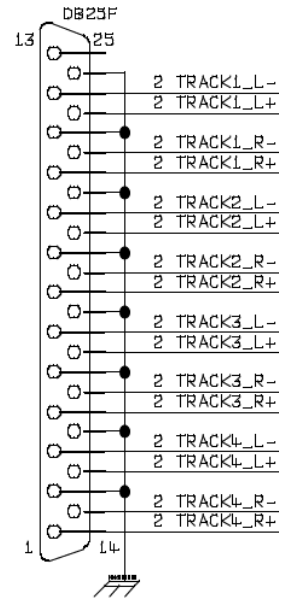 DB25F
13 25
2 TRACK1_L-
2 TRACK1_L+
2 TRACK1_R-
2 TRACK1_R+
2 TRACK2_L-
2 TRACK2_L+
2 TRACK2_R-
2 TRACK2_R+
2 TRACK3_L-
2 TRACK3_L+
2 TRACK3_R-
2 TRACK3_R+
2 TRACK4_L-
2 TRACK4_L+
2 TRACK4_R-
2 TRACK4_R+
1 14